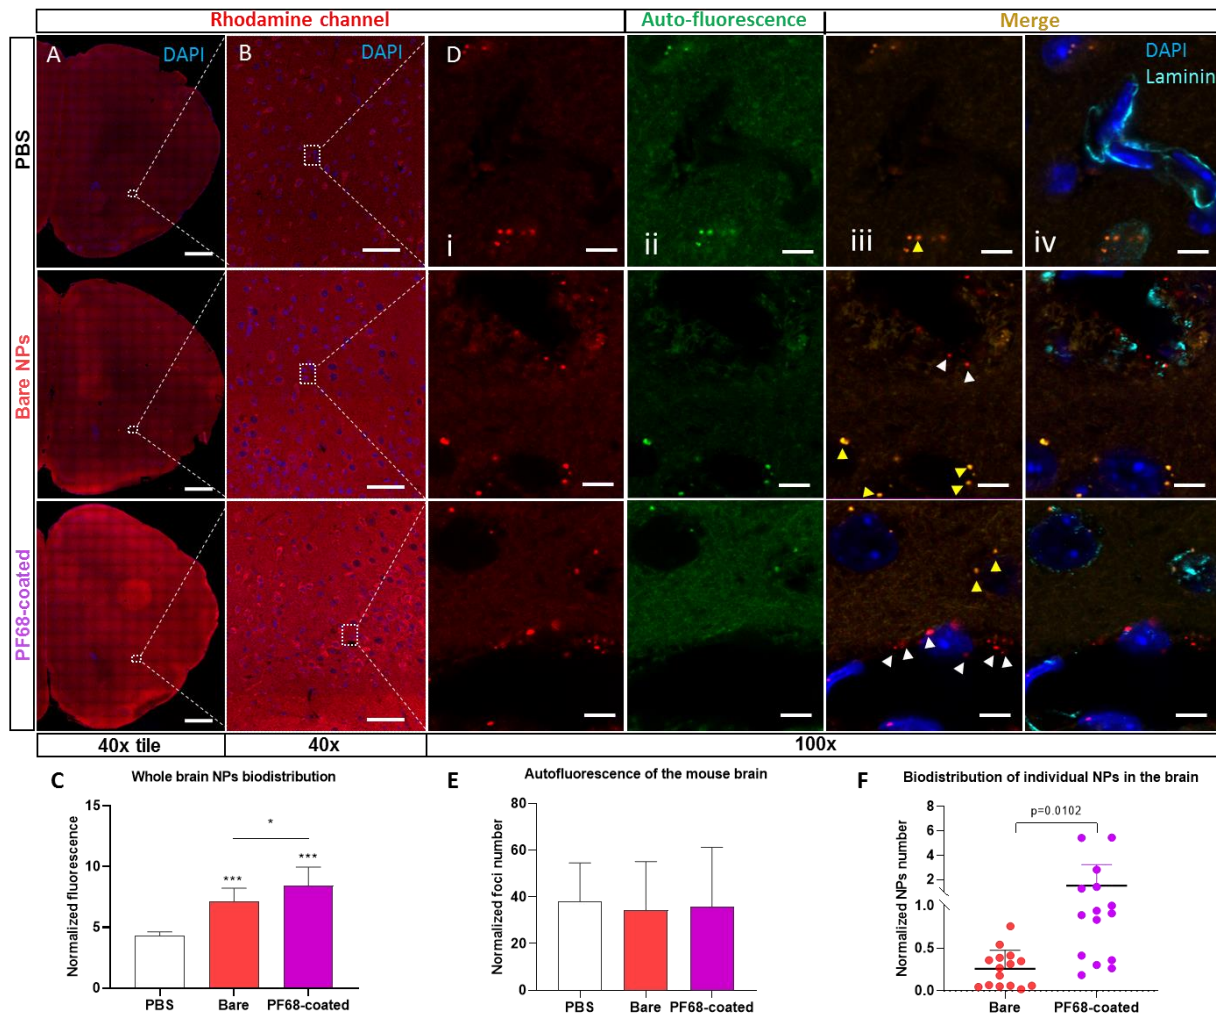 Rhodamine channel
Auto-fluorescence
Merge
PBS
A
DAPI
B
DAPI
D
i
ii
iii
DAPI
Laminin
iv
Bare NPs
PF68-coated
40x tile
40x
100x
C
Whole brain NPs biodistribution
Normalized fluorescence
15
10
5
0
*
***
***
PBS
Bare
PF68-coated
E
Autofluorescence of the mouse brain
Normalized foci number
80
60
40
20
0
PBS
Bare
PF68-coated
F
Biodistribution of individual NPs in the brain
Normalized NPs number
8
6
4
2
1.0
0.5
0.0
p=0.0102
Bare
PF68-coated